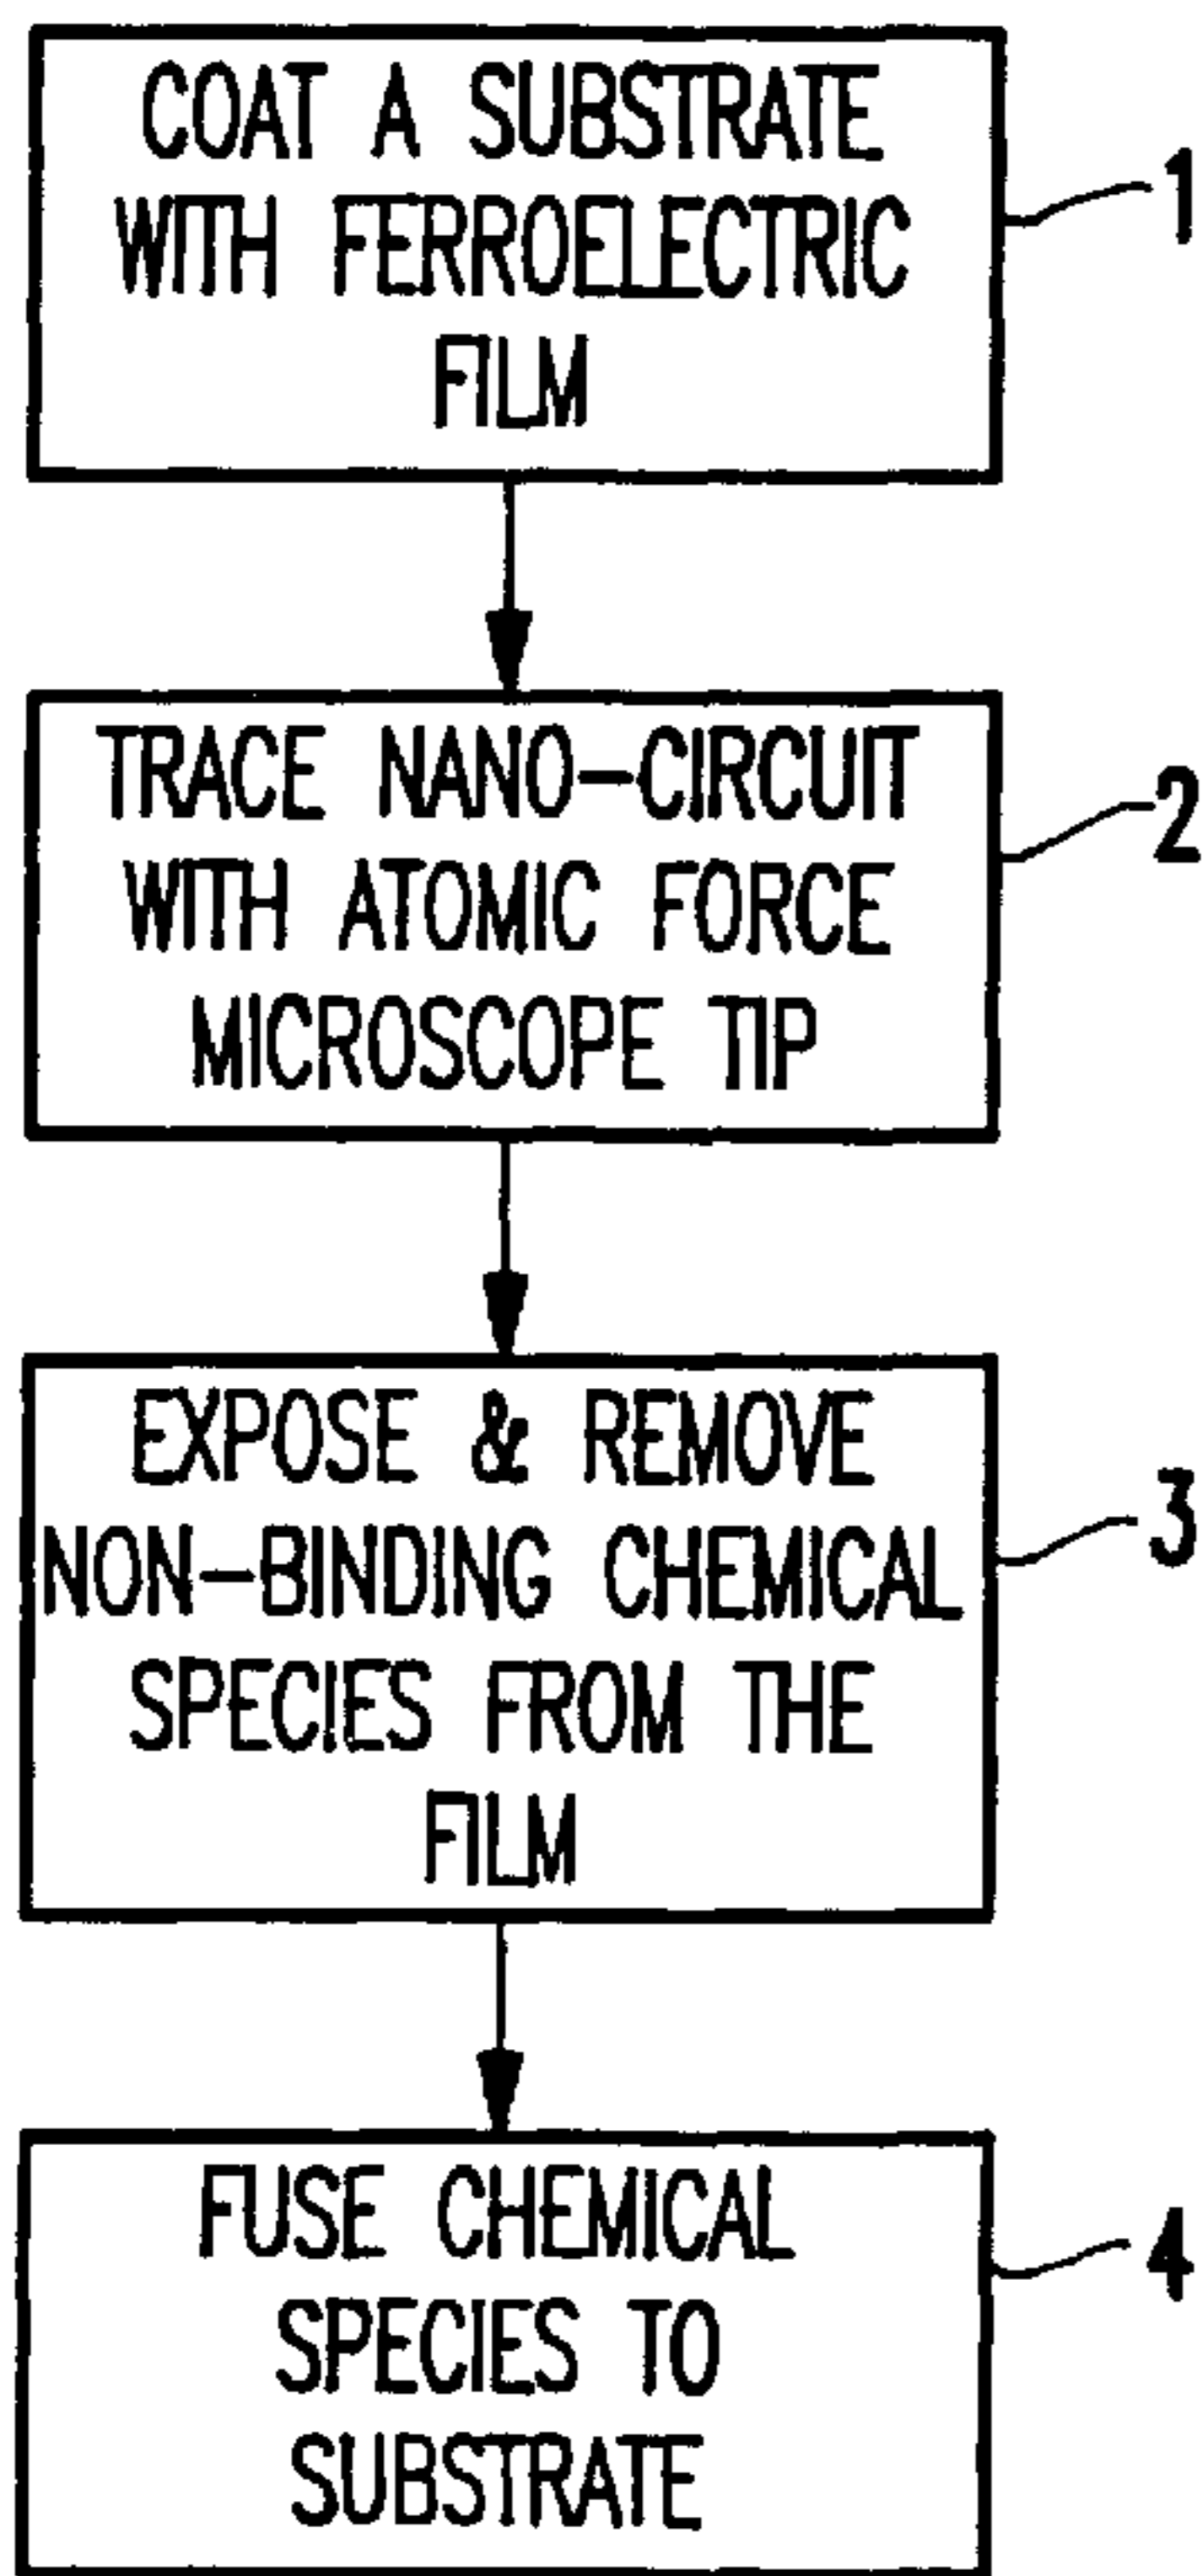 COAT A SUBSTRATE
WITH FERROELECTRIC
FILM
1
TRACE NANO-CIRCUIT
WITH ATOMIC FORCE
MICROSCOPE TIP
2
EXPOSE & REMOVE
NON-BINDING CHEMICAL
SPECIES FROM THE
FILM
3
FUSE CHEMICAL
SPECIES TO
SUBSTRATE
4